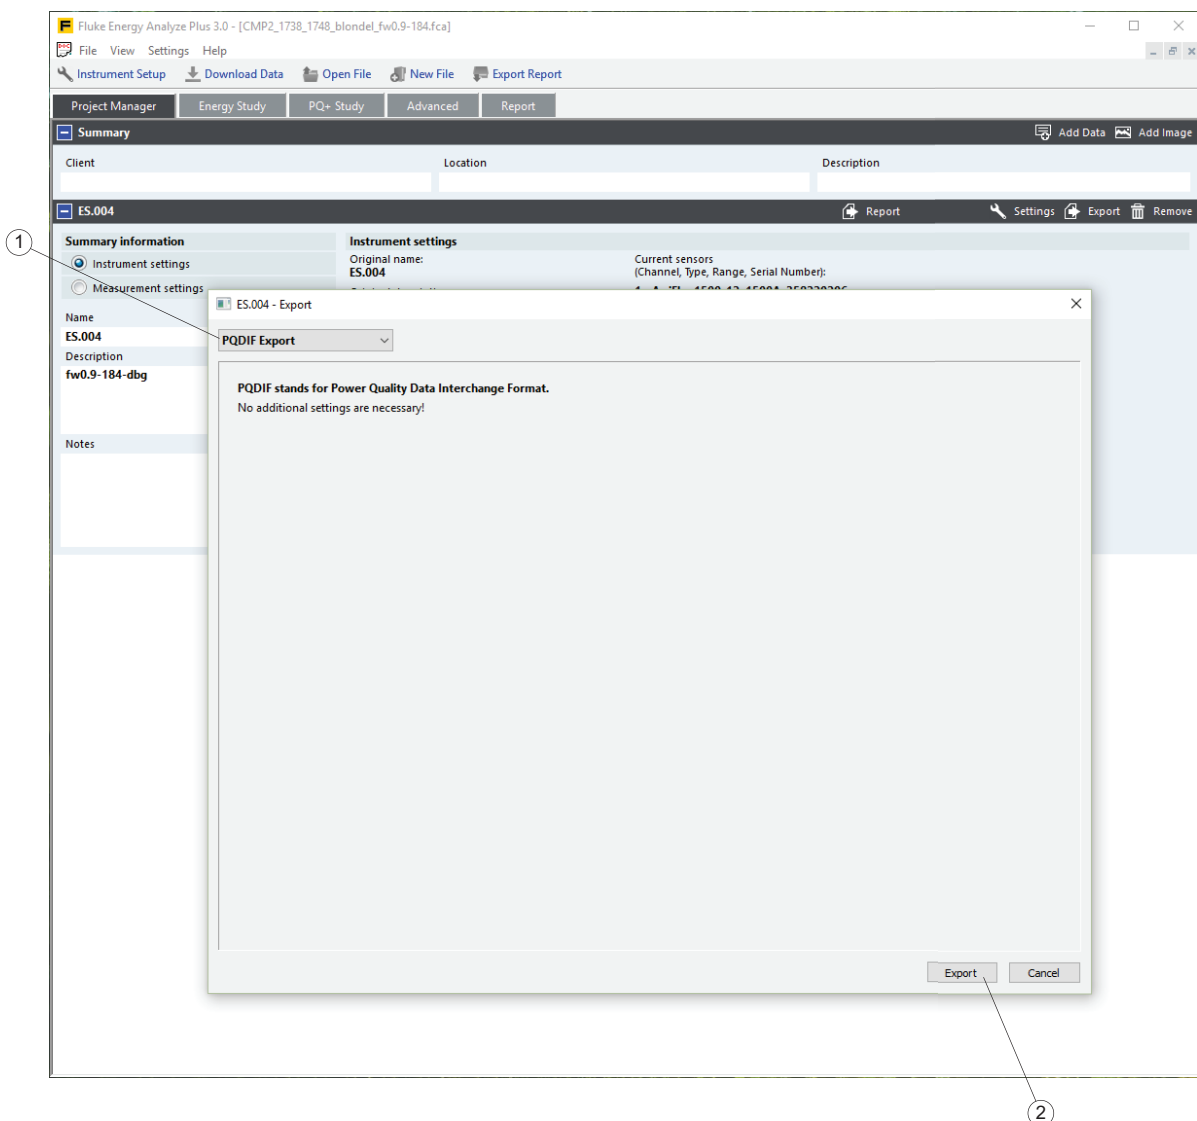 Fluke Energy Analyze Plus 3.0 - [CMP2_1738_1748_blondel_fw0.9-184.fca]
File View Settings Help
Instrument Setup Download Data Open File New File Export Report
Project Manager Energy Study PQ+ Study Advanced Report
Summary Add Data Add Image
Client Location Description
ES.004 Report Settings Export Remove
1
Summary information Instrument settings
Instrument settings
Original name:
ES.004
Current sensors
(Channel, Type, Range, Serial Number):
Measurement settings
ES.004 - Export
Name
ES.004
PQDIF Export
Description
fw0.9-184-dbg
PQDIF stands for Power Quality Data Interchange Format.
No additional settings are necessary!
Notes
Export Cancel
2